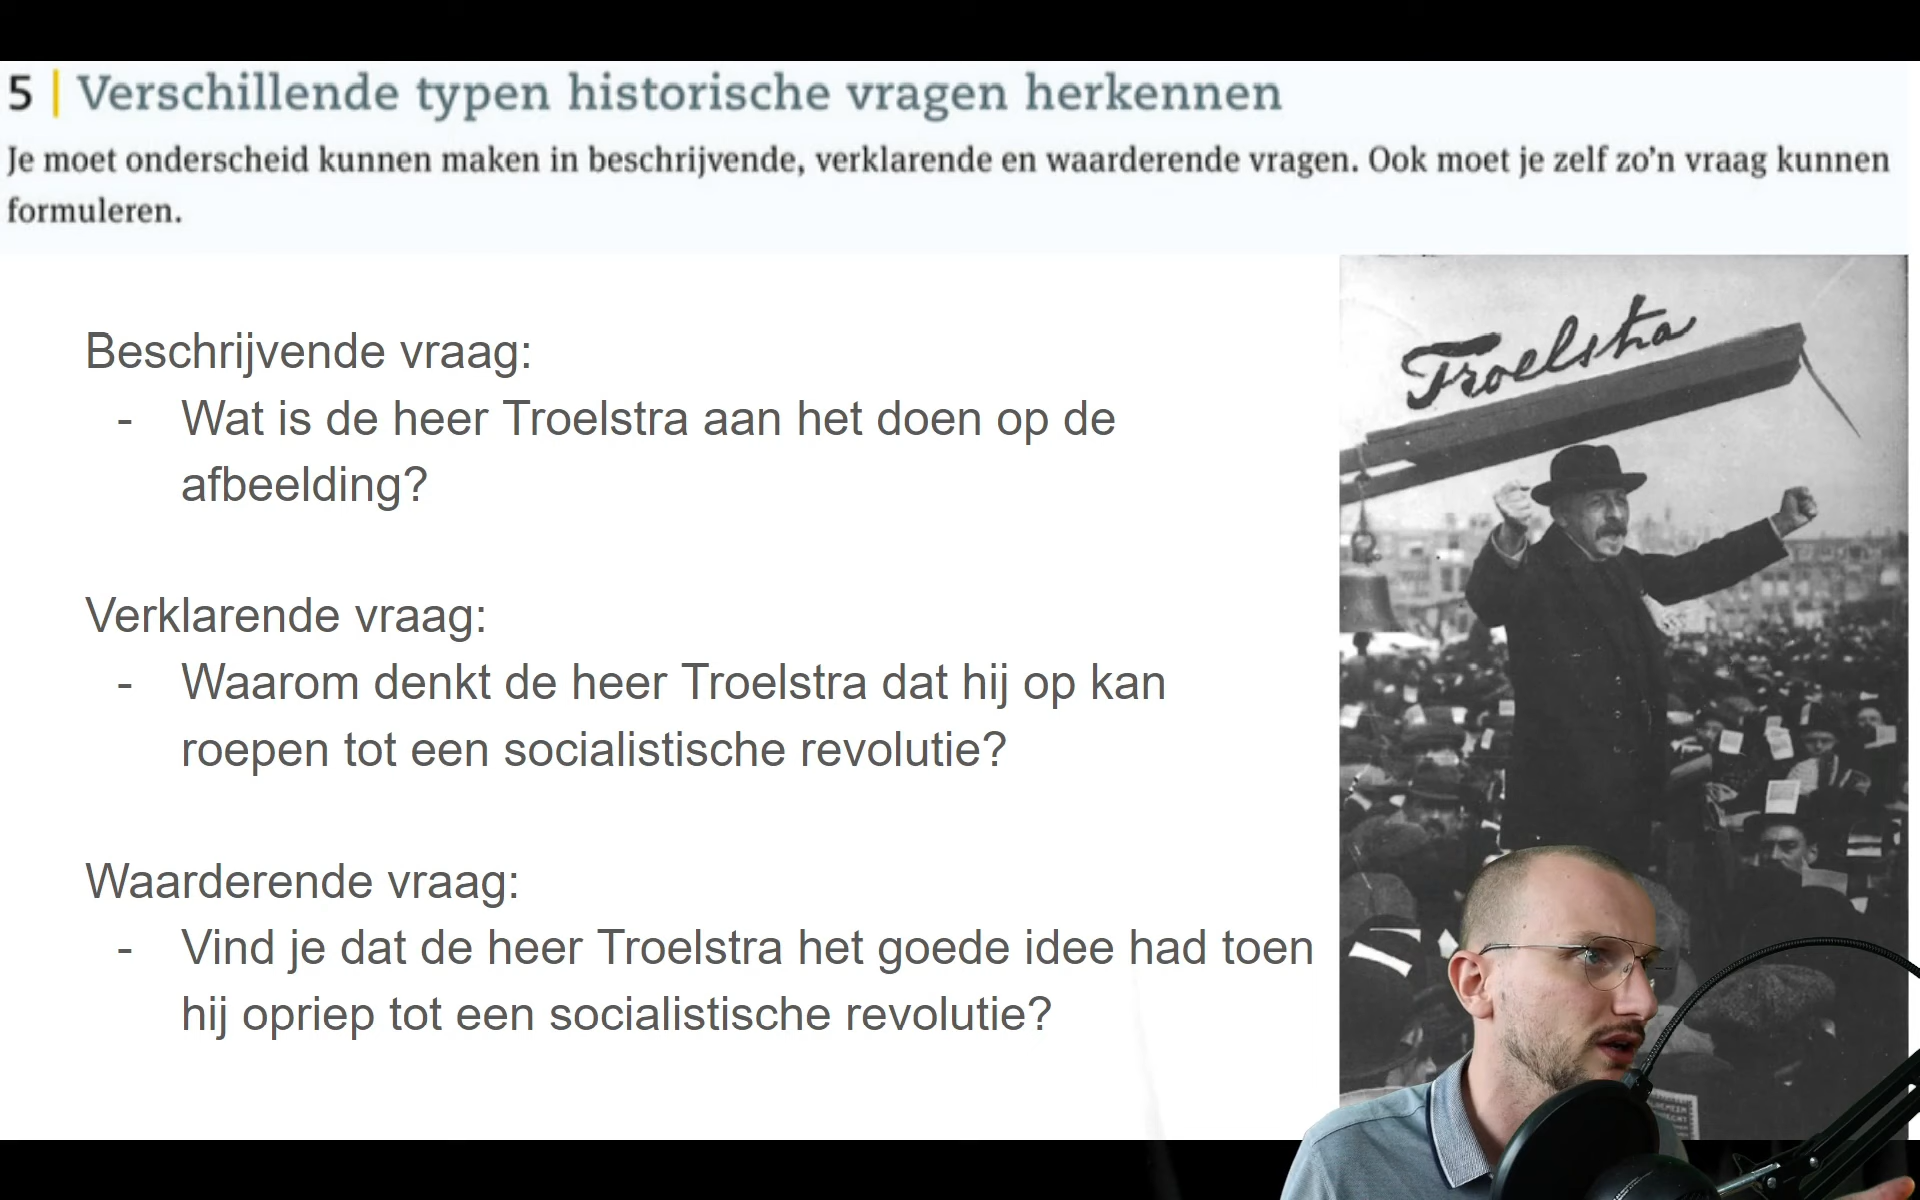 5 | Verschillende typen historische vragen herkennen
Je moet onderscheid kunnen maken in beschrijvende, verklarende en waarderende vragen. Ook moet je zelf zo'n vraag kunnen
formuleren.
Troelstra
Beschrijvende vraag:
- Wat is de heer Troelstra aan het doen op de
afbeelding?
Verklarende vraag:
- Waarom denkt de heer Troelstra dat hij op kan
roepen tot een socialistische revolutie?
Waarderende vraag:
- Vind je dat de heer Troelstra het goede idee had toen
hij opriep tot een socialistische revolutie?